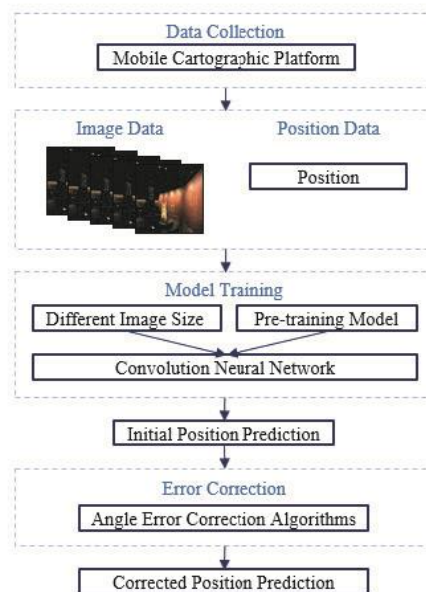 Data Collection
Mobile Cartographic Platform
Image Data
Position Data
Position
Model Training
Different Image Size
Pre-training Model
Convolution Neural Network
Initial Position Prediction
Error Correction
Angle Error Correction Algorithms
Corrected Position Prediction